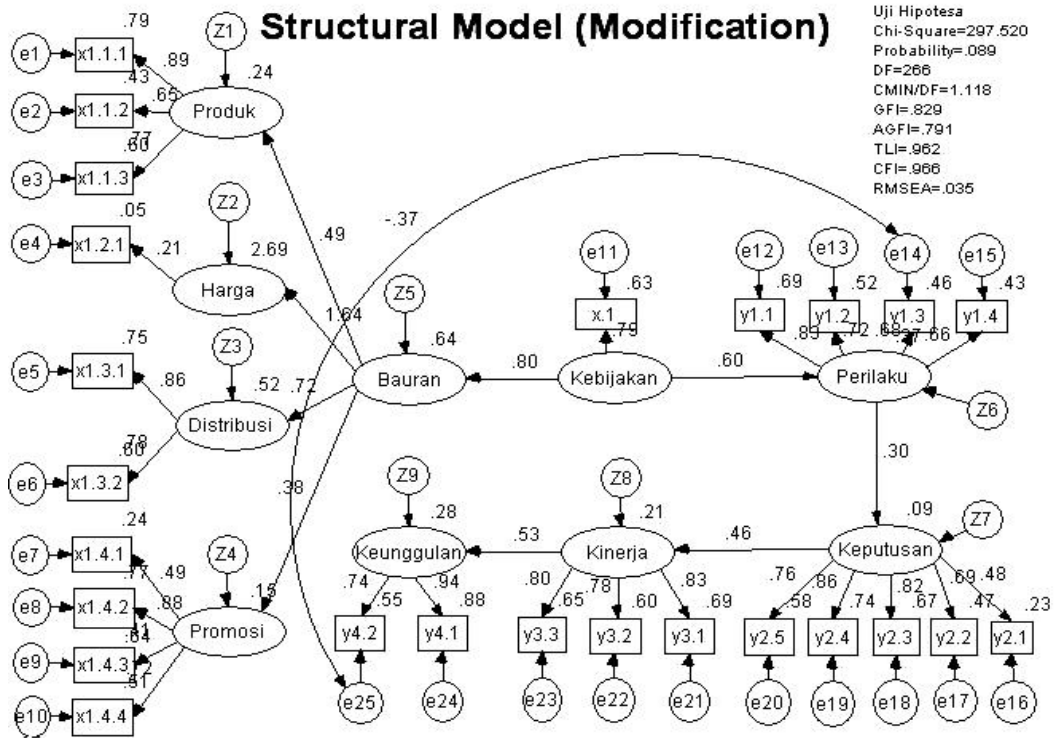 Structural Model (Modification)
Uji Hipotesa
Chi-Square=297.520
Probability=.089
DF=266
CMIN/DF=1.118
GFI=.829
AGFI=.791
TLI=.962
CFI=.966
RMSEA=.035
.79
e1
x1.1.1
.89
Z1
.24
.43
e2
x1.1.2
.65
Produk
.77
.60
e3
x1.1.3
.05
Z2
-.37
.49
e4
x1.2.1
.21
2.69
Harga
e11
e12
e13
e14
e15
.63
.69
.52
.46
.43
x.1
y1.1
y1.2
y1.3
y1.4
.79
.83
.72
.68
.66
Z5
1.64
.64
.75
Z3
e5
x1.3.1
.86
.52
.72
Bauran
.80
Kebijakan
.60
Perilaku
Distribusi
Z6
.78
.60
e6
x1.3.2
.30
.38
Z9
Z8
.28
.21
.09
Z7
.24
e7
x1.4.1
Z4
Keunggulan
.53
Kinerja
.46
Keputusan
.77
.49
.15
e8
x1.4.2
.88
Promosi
.74
.55
.94
.88
.80
.65
.78
.60
.83
.69
.76
.58
.86
.74
.82
.67
.69
.47
.48
.23
.64
e9
x1.4.3
y4.2
y4.1
y3.3
y3.2
y3.1
y2.5
y2.4
y2.3
y2.2
y2.1
.51
e10
x1.4.4
e25
e24
e23
e22
e21
e20
e19
e18
e17
e16